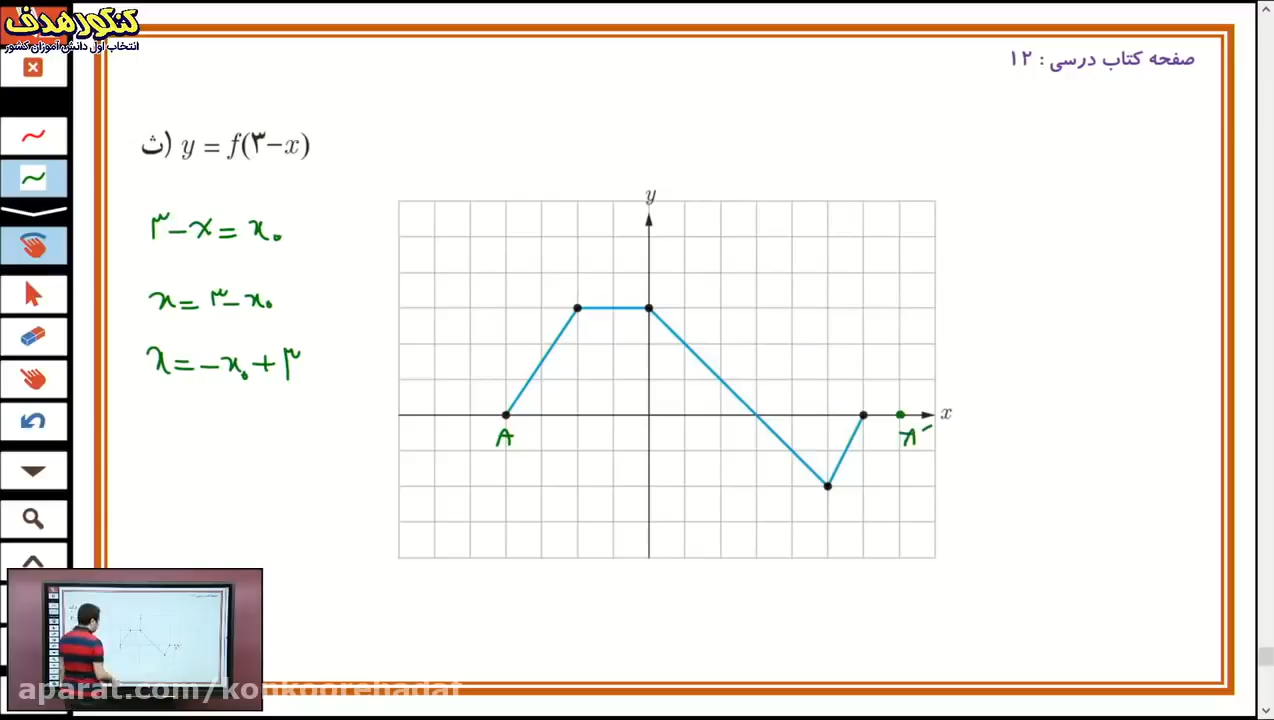 کنکور هدف
انتخاب اول دانش آموزان کشور
صفحه کتاب درسی : ۱۲
ث) y = f(۳−x)
۳−x = x₀
x = ۳−x₀
x = −x₀+۳
y
x
A
A′
aparat.com/konkoorehadaf